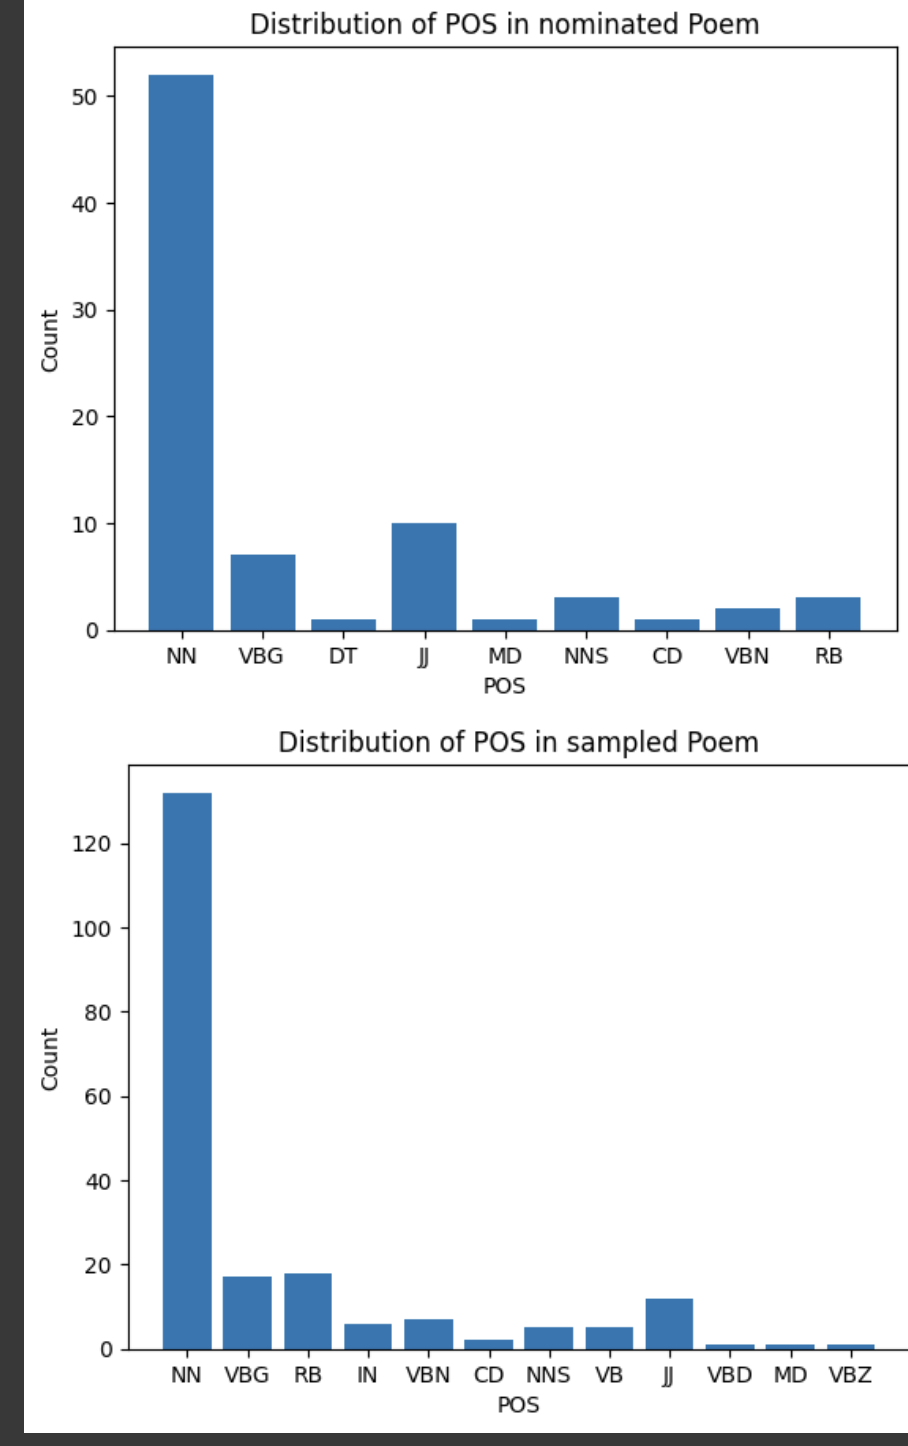 Distribution of POS in nominated Poem
50
40
30
20
10
0
Count
NN VBG DT JJ MD NNS CD VBN RB
POS
Distribution of POS in sampled Poem
120
100
80
60
40
20
0
Count
NN VBG RB IN VBN CD NNS VB JJ VBD MD VBZ
POS